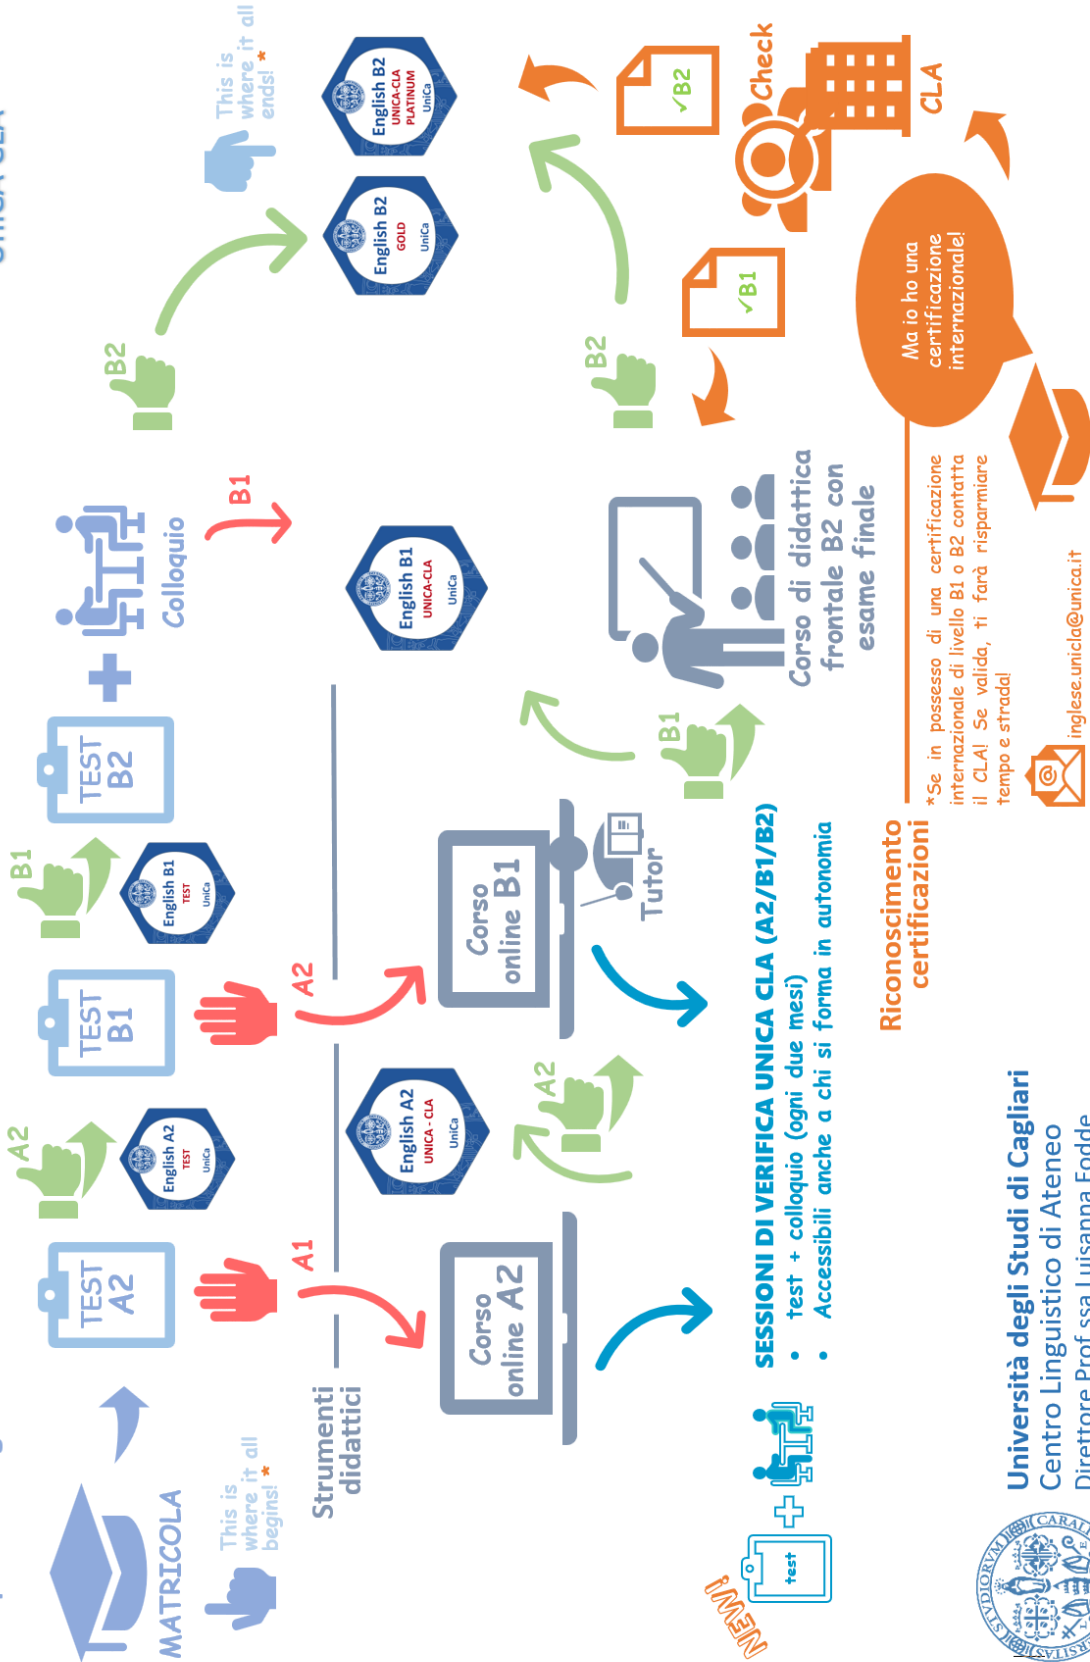 UNICA CLA
MATRICOLA
This is
where it all
begins! *
TEST
A2
A2
English A2
TEST
UniCa
A1
TEST
B1
B1
English B1
TEST
UniCa
A2
TEST
B2
Colloquio
B1
B2
This is
where it all
ends! *
English B2
GOLD
UniCa
English B2
UNICA-CLA
PLATINUM
UniCa
Strumenti
didattici
English A2
UNICA - CLA
UniCa
English B1
UNICA-CLA
UniCa
Corso
online A2
A2
Corso
online B1
Tutor
B1
Corso di didattica
frontale B2 con
esame finale
B2
✓B1
✓B2
Check
CLA
NEW!
test
SESSIONI DI VERIFICA UNICA CLA (A2/B1/B2)
• test + colloquio (ogni due mesi)
• Accessibili anche a chi si forma in autonomia
Riconoscimento
certificazioni
*Se in possesso di una certificazione
internazionale di livello B1 o B2 contatta
il CLA! Se valida, ti farà risparmiare
tempo e strada!
inglese.unicla@unica.it
Ma io ho una
certificazione
internazionale!
Università degli Studi di Cagliari
Centro Linguistico di Ateneo
Direttore Prof.ssa Luisanna Fodde